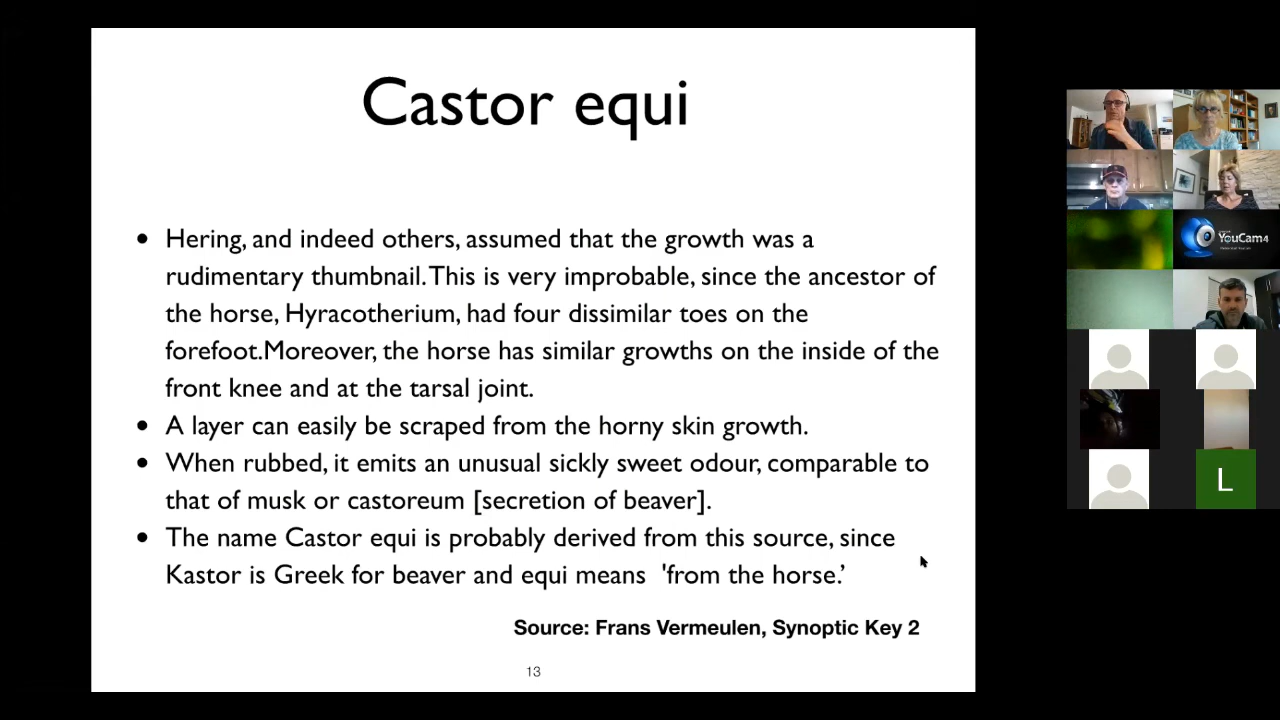 Castor equi
• Hering, and indeed others, assumed that the growth was a
rudimentary thumbnail. This is very improbable, since the ancestor of
the horse, Hyracotherium, had four dissimilar toes on the
forefoot.Moreover, the horse has similar growths on the inside of the
front knee and at the tarsal joint.
• A layer can easily be scraped from the horny skin growth.
• When rubbed, it emits an unusual sickly sweet odour, comparable to
that of musk or castoreum [secretion of beaver].
• The name Castor equi is probably derived from this source, since
Kastor is Greek for beaver and equi means 'from the horse.’
Source: Frans Vermeulen, Synoptic Key 2
13
YouCam4
L